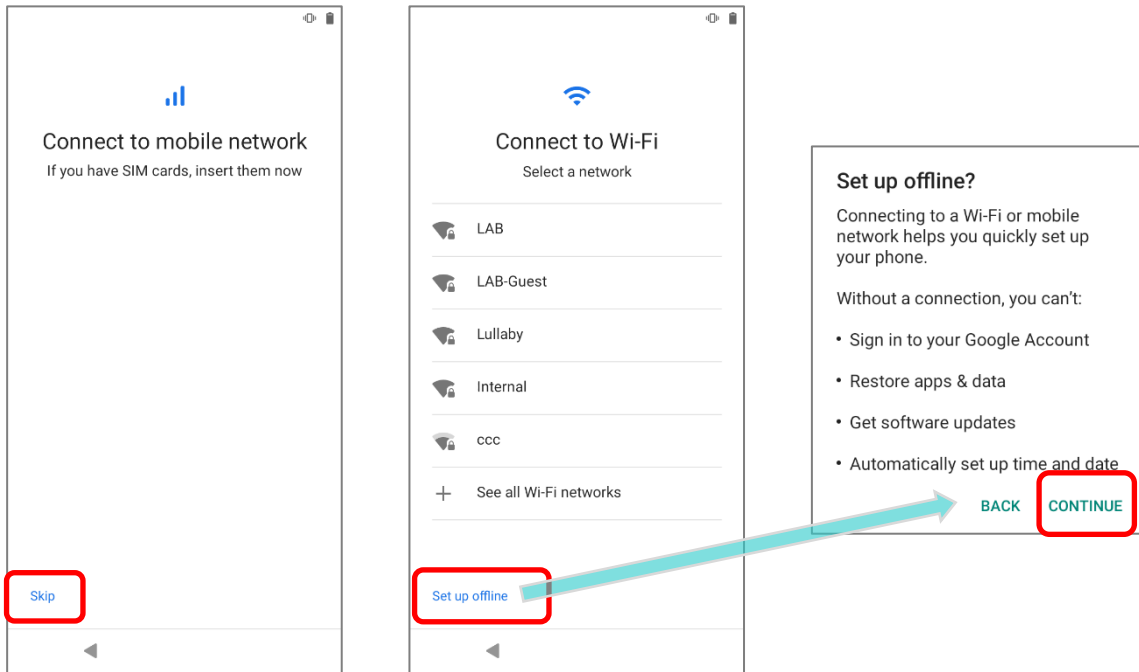 Connect to mobile network
If you have SIM cards, insert them now
Skip
Connect to Wi-Fi
Select a network
LAB
LAB-Guest
Lullaby
Internal
ccc
See all Wi-Fi networks
Set up offline
Set up offline?
Connecting to a Wi-Fi or mobile
network helps you quickly set up
your phone.
Without a connection, you can’t:
• Sign in to your Google Account
• Restore apps & data
• Get software updates
• Automatically set up time and date
BACK CONTINUE